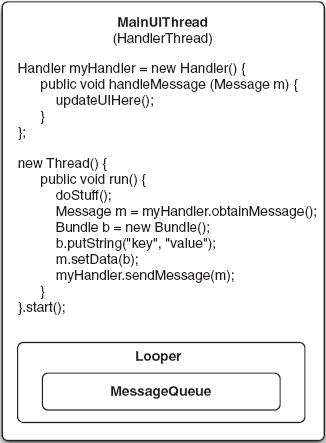 MainUIThread
(HandlerThread)
Handler myHandler = new Handler() {
public void handleMessage (Message m) {
updateUIHere();
}
};
new Thread() {
public void run() {
doStuff();
Message m = myHandler.obtainMessage();
Bundle b = new Bundle();
b.putString("key", "value");
m.setData(b);
myHandler.sendMessage(m);
}
}.start();
Looper
MessageQueue